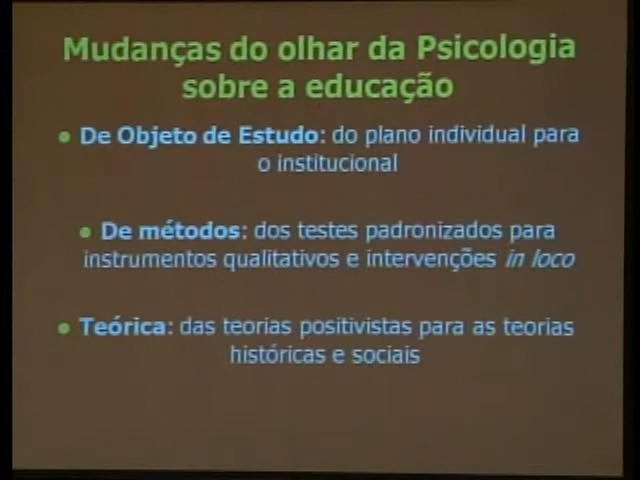 Mudanças do olhar da Psicologia
sobre a educação
• De Objeto de Estudo: do plano individual para
o institucional
• De métodos: dos testes padronizados para
instrumentos qualitativos e intervenções in loco
• Teórica: das teorias positivistas para as teorias
históricas e sociais